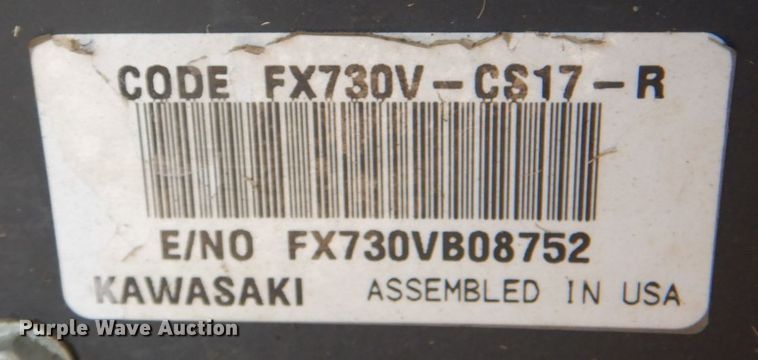 CODE FX730V-CS17-R
E/NO FX730VB08752
KAWASAKI ASSEMBLED IN USA
Purple Wave Auction